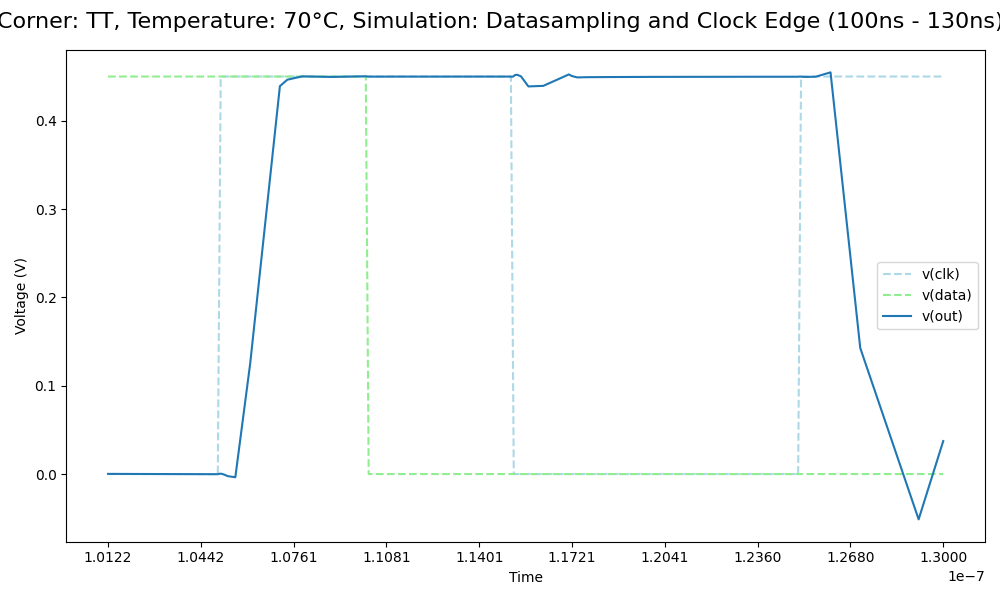 Corner: TT, Temperature: 70°C, Simulation: Datasampling and Clock Edge (100ns - 130ns)
Voltage (V)
0.4
0.3
0.2
0.1
0.0
v(clk)
v(data)
v(out)
1.0122 1.0442 1.0761 1.1081 1.1401 1.1721 1.2041 1.2360 1.2680 1.3000
1e−7
Time